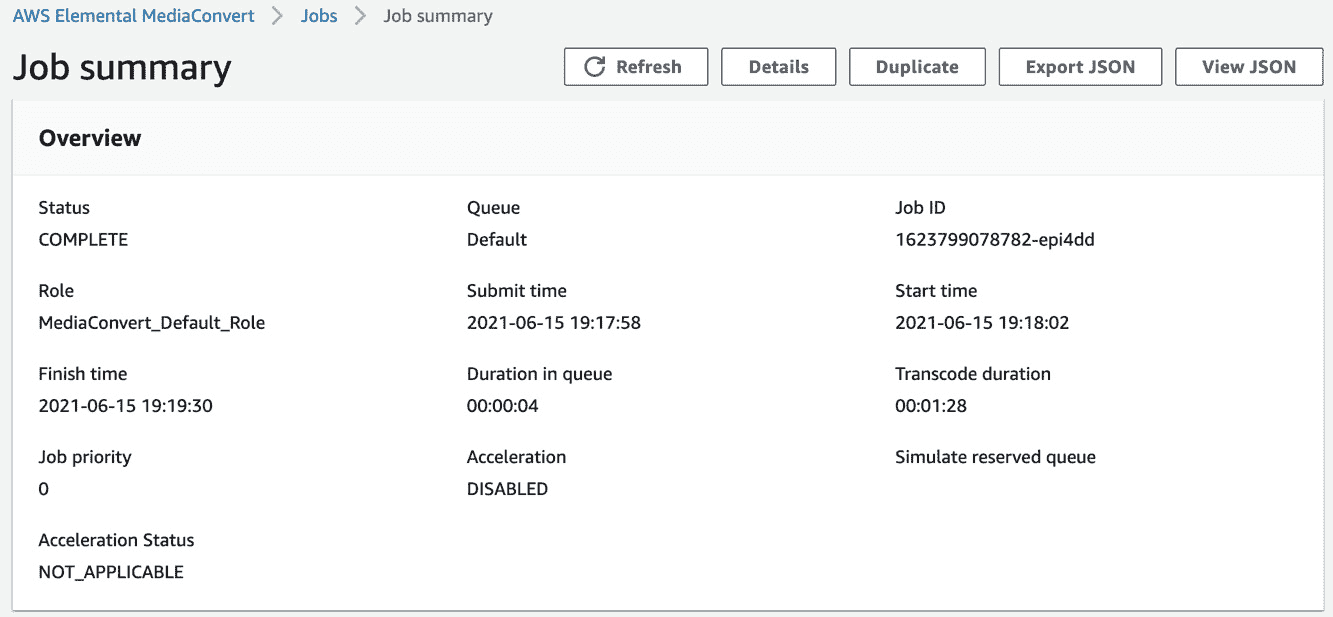 AWS Elemental MediaConvert > Jobs > Job summary
Job summary
Refresh Details Duplicate Export JSON View JSON
Overview
Status Queue Job ID
COMPLETE Default 1623799078782-epi4dd
Role Submit time Start time
MediaConvert_Default_Role 2021-06-15 19:17:58 2021-06-15 19:18:02
Finish time Duration in queue Transcode duration
2021-06-15 19:19:30 00:00:04 00:01:28
Job priority Acceleration Simulate reserved queue
0 DISABLED
Acceleration Status
NOT_APPLICABLE